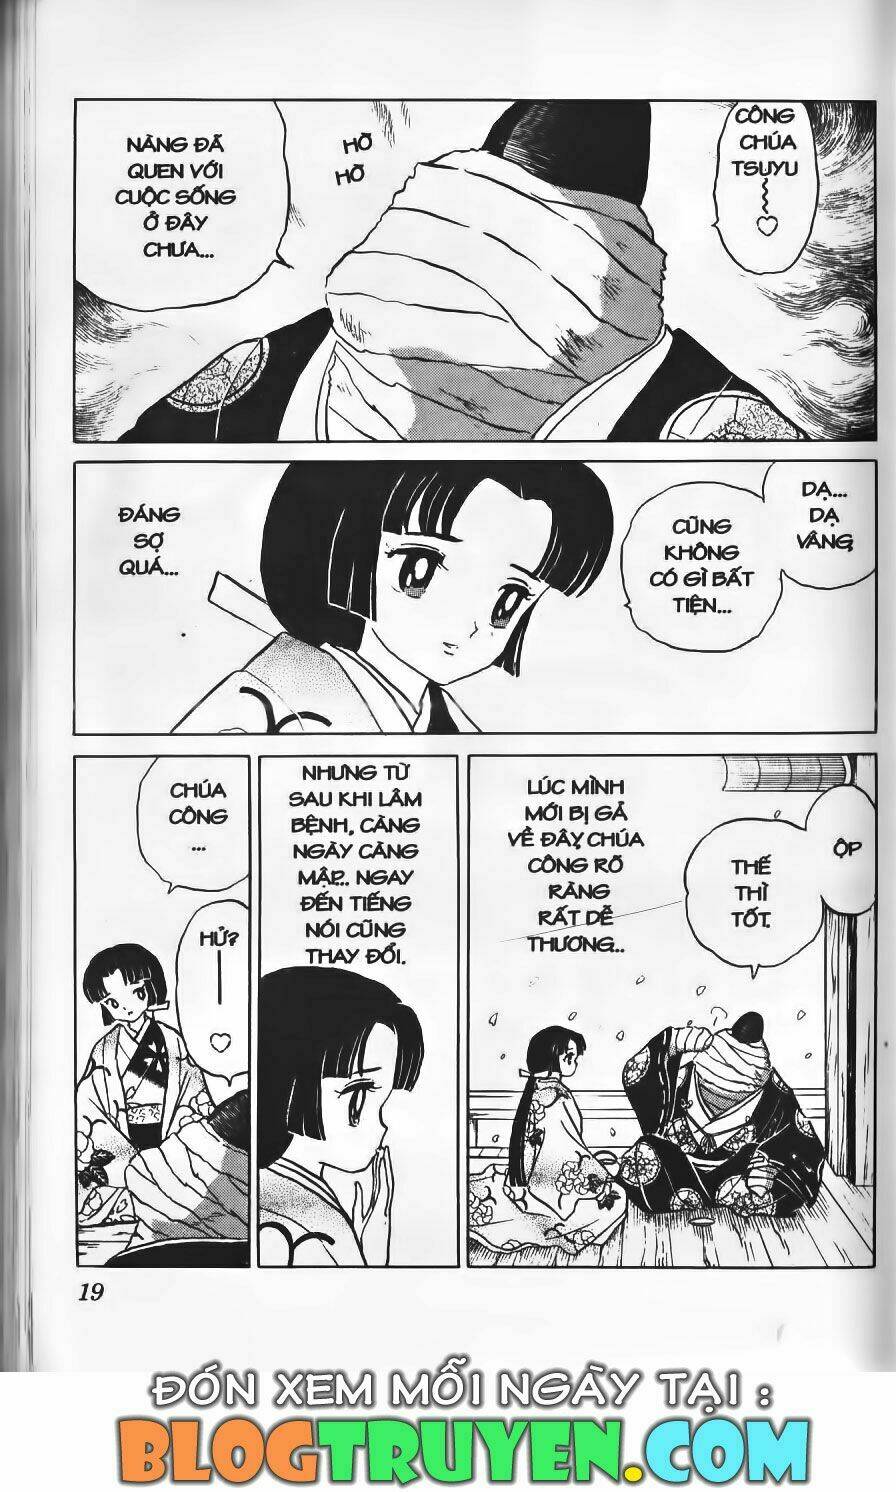 CÔNG
CHÚA
TSUYU
HỜ
HỜ
NÀNG ĐÃ
QUEN VỚI
CUỘC SỐNG
Ở ĐÂY
CHƯA...
DẠ...
DẠ
VÂNG,
CŨNG
KHÔNG
CÓ GÌ BẤT
TIỆN...
ĐÁNG
SỢ
QUÁ...
ỘP
THẾ
THÌ
TỐT.
LÚC MÌNH
MỚI BỊ GẢ
VỀ ĐÂY, CHÚA
CÔNG RÕ
RÀNG
RẤT DỄ
THƯƠNG...
NHƯNG TỪ
SAU KHI LÂM
BỆNH, CÀNG
NGÀY CÀNG
MẬP... NGAY
ĐẾN TIẾNG
NÓI CŨNG
THAY ĐỔI.
CHÚA
CÔNG
...
HỬ?
19
ĐÓN XEM MỖI NGÀY TẠI :
BLOGTRUYEN.COM